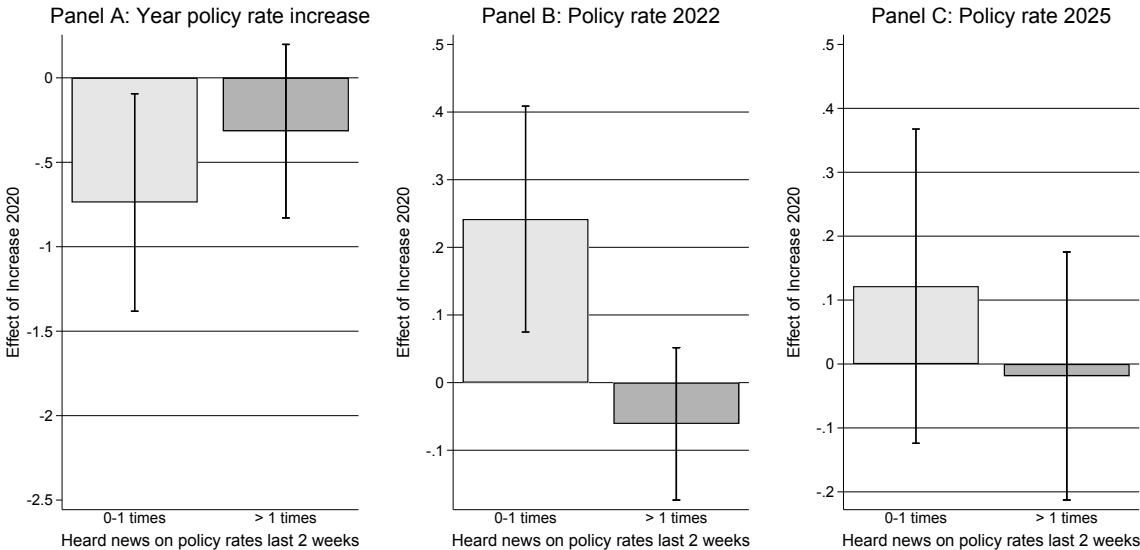 Panel A: Year policy rate increase
Effect of Increase 2020
0
-.5
-1
-1.5
-2
-2.5
0-1 times
> 1 times
Heard news on policy rates last 2 weeks
Panel B: Policy rate 2022
Effect of Increase 2020
.5
.4
.3
.2
.1
0
-.1
0-1 times
> 1 times
Heard news on policy rates last 2 weeks
Panel C: Policy rate 2025
Effect of Increase 2020
.5
.4
.3
.2
.1
0
-.1
-.2
0-1 times
> 1 times
Heard news on policy rates last 2 weeks